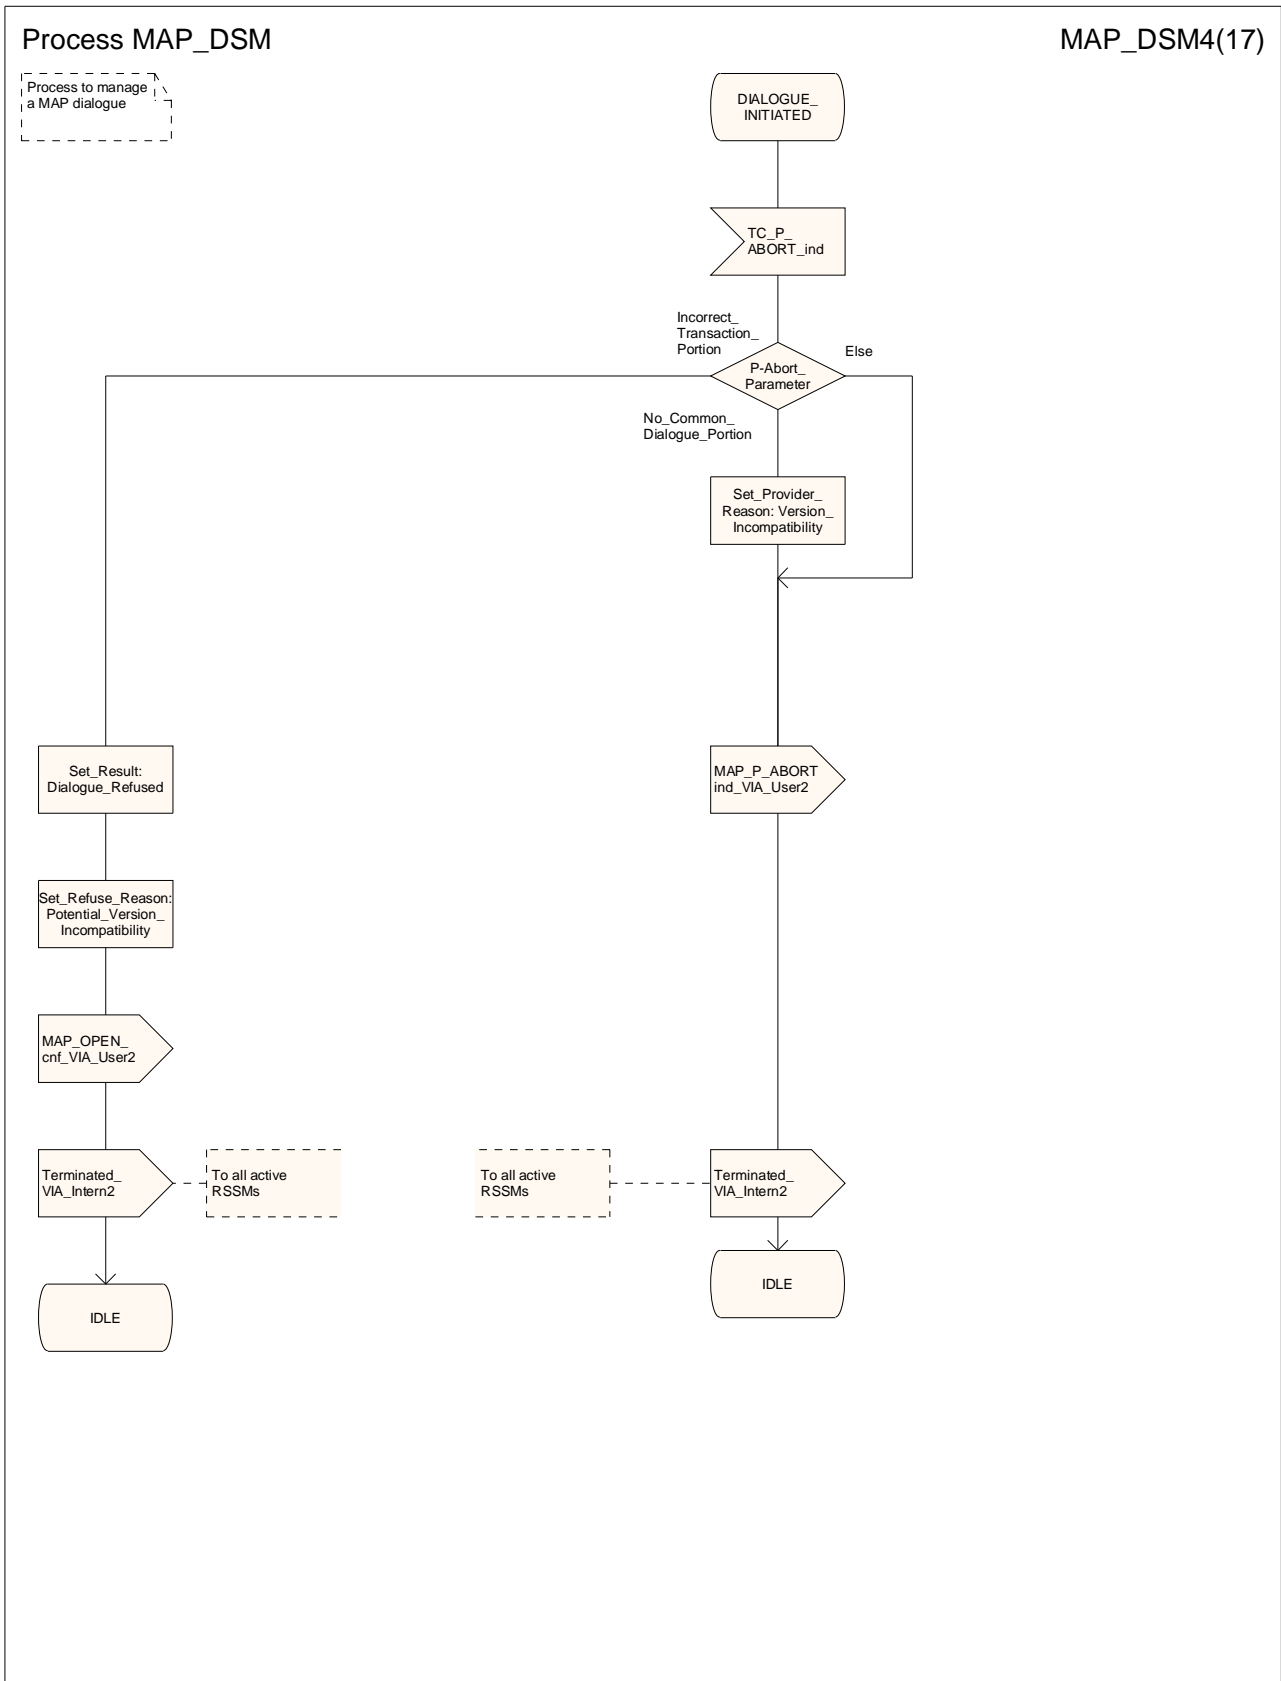 Process MAP_DSM
MAP_DSM4(17)
Process to manage
a MAP dialogue
DIALOGUE_
INITIATED
TC_P_
ABORT_ind
Incorrect_
Transaction_
Portion
Else
P-Abort_
Parameter
No_Common_
Dialogue_Portion
Set_Provider_
Reason: Version_
Incompatibility
Set_Result:
Dialogue_Refused
MAP_P_ABORT
ind_VIA_User2
Set_Refuse_Reason:
Potential_Version_
Incompatibility
MAP_OPEN_
cnf_VIA_User2
Terminated_
VIA_Intern2
To all active
RSSMs
To all active
RSSMs
Terminated_
VIA_Intern2
IDLE
IDLE